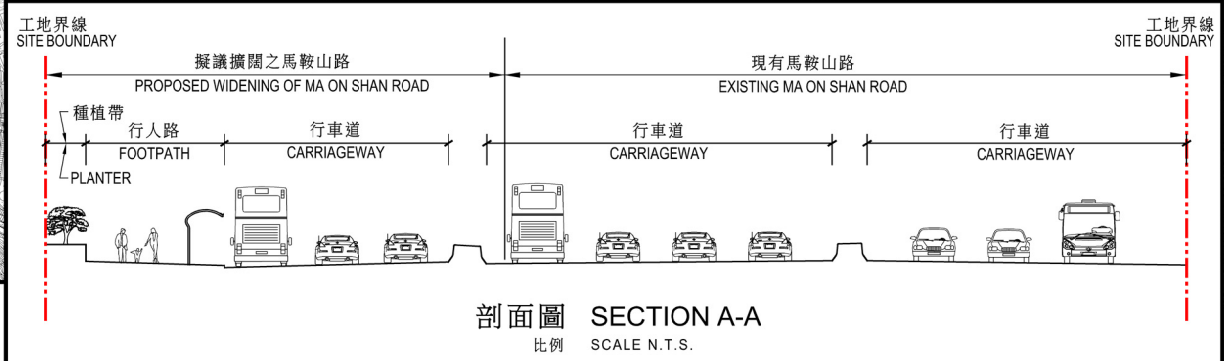 工地界線
SITE BOUNDARY
工地界線
SITE BOUNDARY
擬議擴闊之馬鞍山路
PROPOSED WIDENING OF MA ON SHAN ROAD
現有馬鞍山路
EXISTING MA ON SHAN ROAD
種植帶
PLANTER
行人路
FOOTPATH
行車道
CARRIAGEWAY
行車道
CARRIAGEWAY
行車道
CARRIAGEWAY
剖面圖 SECTION A-A
比例 SCALE N.T.S.